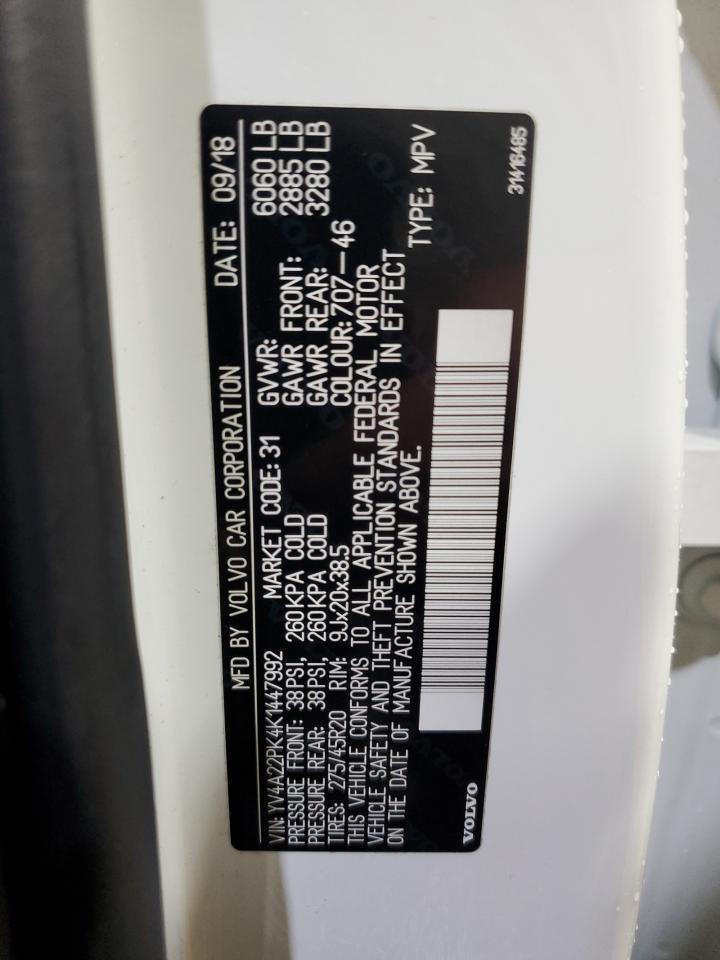 MFD BY VOLVO CAR CORPORATION DATE: 09/18
VIN: YV4A22PK4K1447992 MARKET CODE: 31 GVWR: 6060 LB
PRESSURE FRONT: 38PSI, 260KPA COLD GAWR FRONT: 2885 LB
PRESSURE REAR: 38PSI, 260KPA COLD GAWR REAR: 3280 LB
TIRES: 275/45R20 RIM: 9Jx20x38.5 COLOUR: 707-46
THIS VEHICLE CONFORMS TO ALL APPLICABLE FEDERAL MOTOR
VEHICLE SAFETY AND THEFT PREVENTION STANDARDS IN EFFECT
ON THE DATE OF MANUFACTURE SHOWN ABOVE. TYPE: MPV
VOLVO
31416485